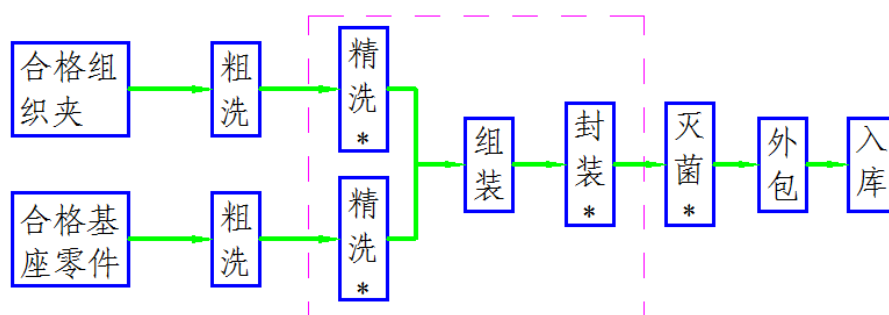 合格组
织夹
粗
洗
精
洗
*
合格基
座零件
粗
洗
精
洗
*
组
装
封
装
*
灭
菌
*
外
包
入
库